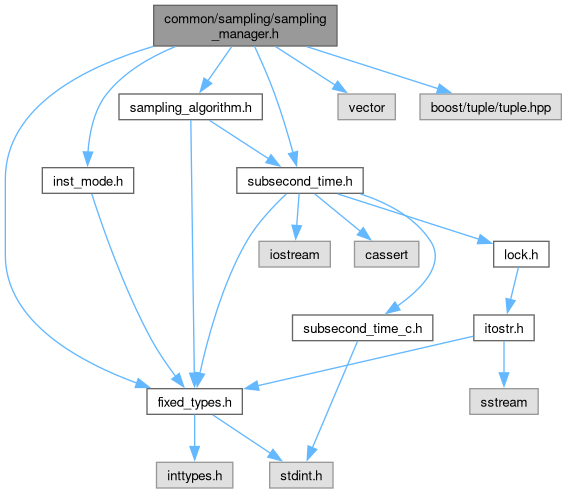 common/sampling/sampling
_manager.h
sampling_algorithm.h
vector
boost/tuple/tuple.hpp
inst_mode.h
subsecond_time.h
iostream
cassert
lock.h
subsecond_time_c.h
itostr.h
fixed_types.h
sstream
inttypes.h
stdint.h